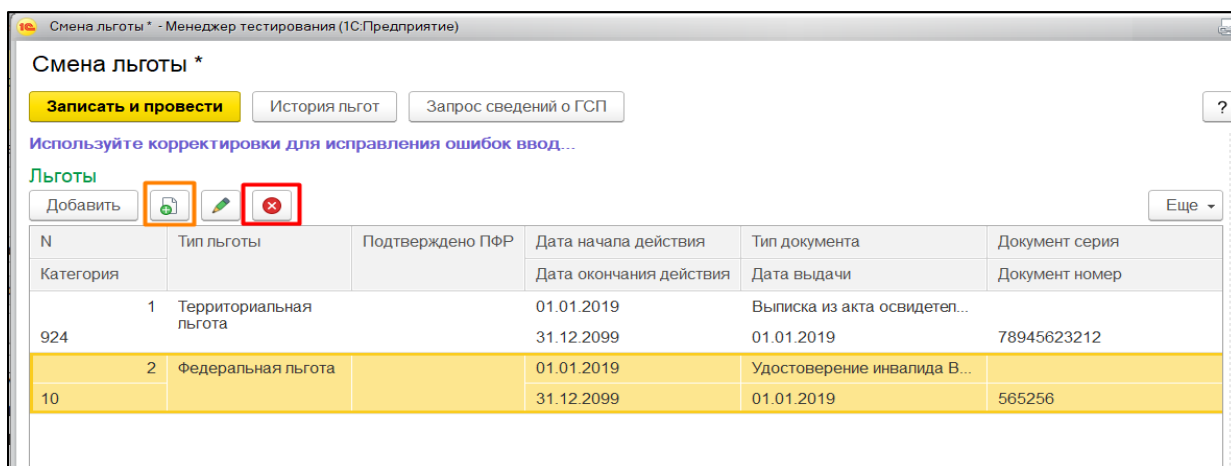 1С Смена льготы * - Менеджер тестирования (1С:Предприятие)
Смена льготы *
Записать и провести История льгот Запрос сведений о ГСП ?
Используйте корректировки для исправления ошибок ввод...
Льготы
Добавить Еще
N Тип льготы Подтверждено ПФР Дата начала действия Тип документа Документ серия
Категория Дата окончания действия Дата выдачи Документ номер
1 Территориальная льгота 01.01.2019 Выписка из акта освидетел...
924 31.12.2099 01.01.2019 78945623212
2 Федеральная льгота 01.01.2019 Удостоверение инвалида В...
10 31.12.2099 01.01.2019 565256